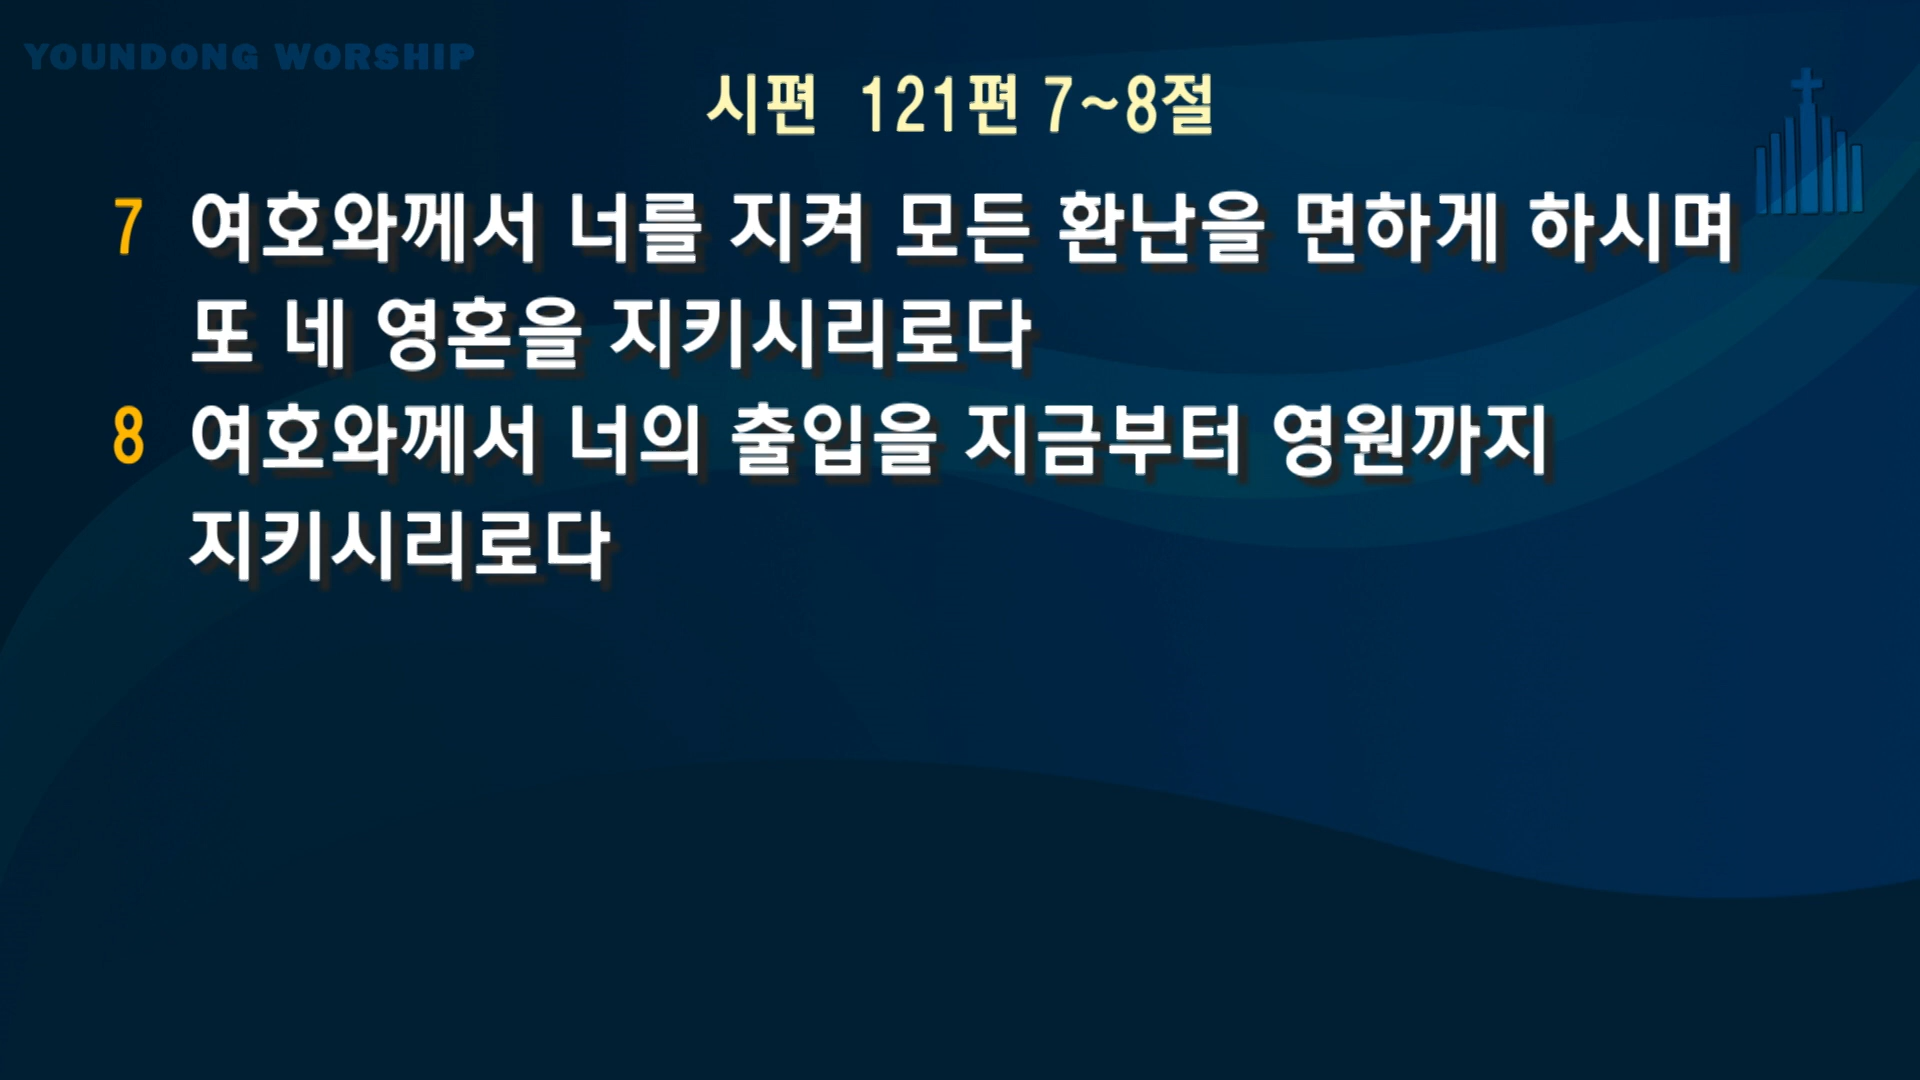 YOUNDONG WORSHIP
시편 121편 7~8절
7 여호와께서 너를 지켜 모든 환난을 면하게 하시며
또 네 영혼을 지키시리로다
8 여호와께서 너의 출입을 지금부터 영원까지
지키시리로다